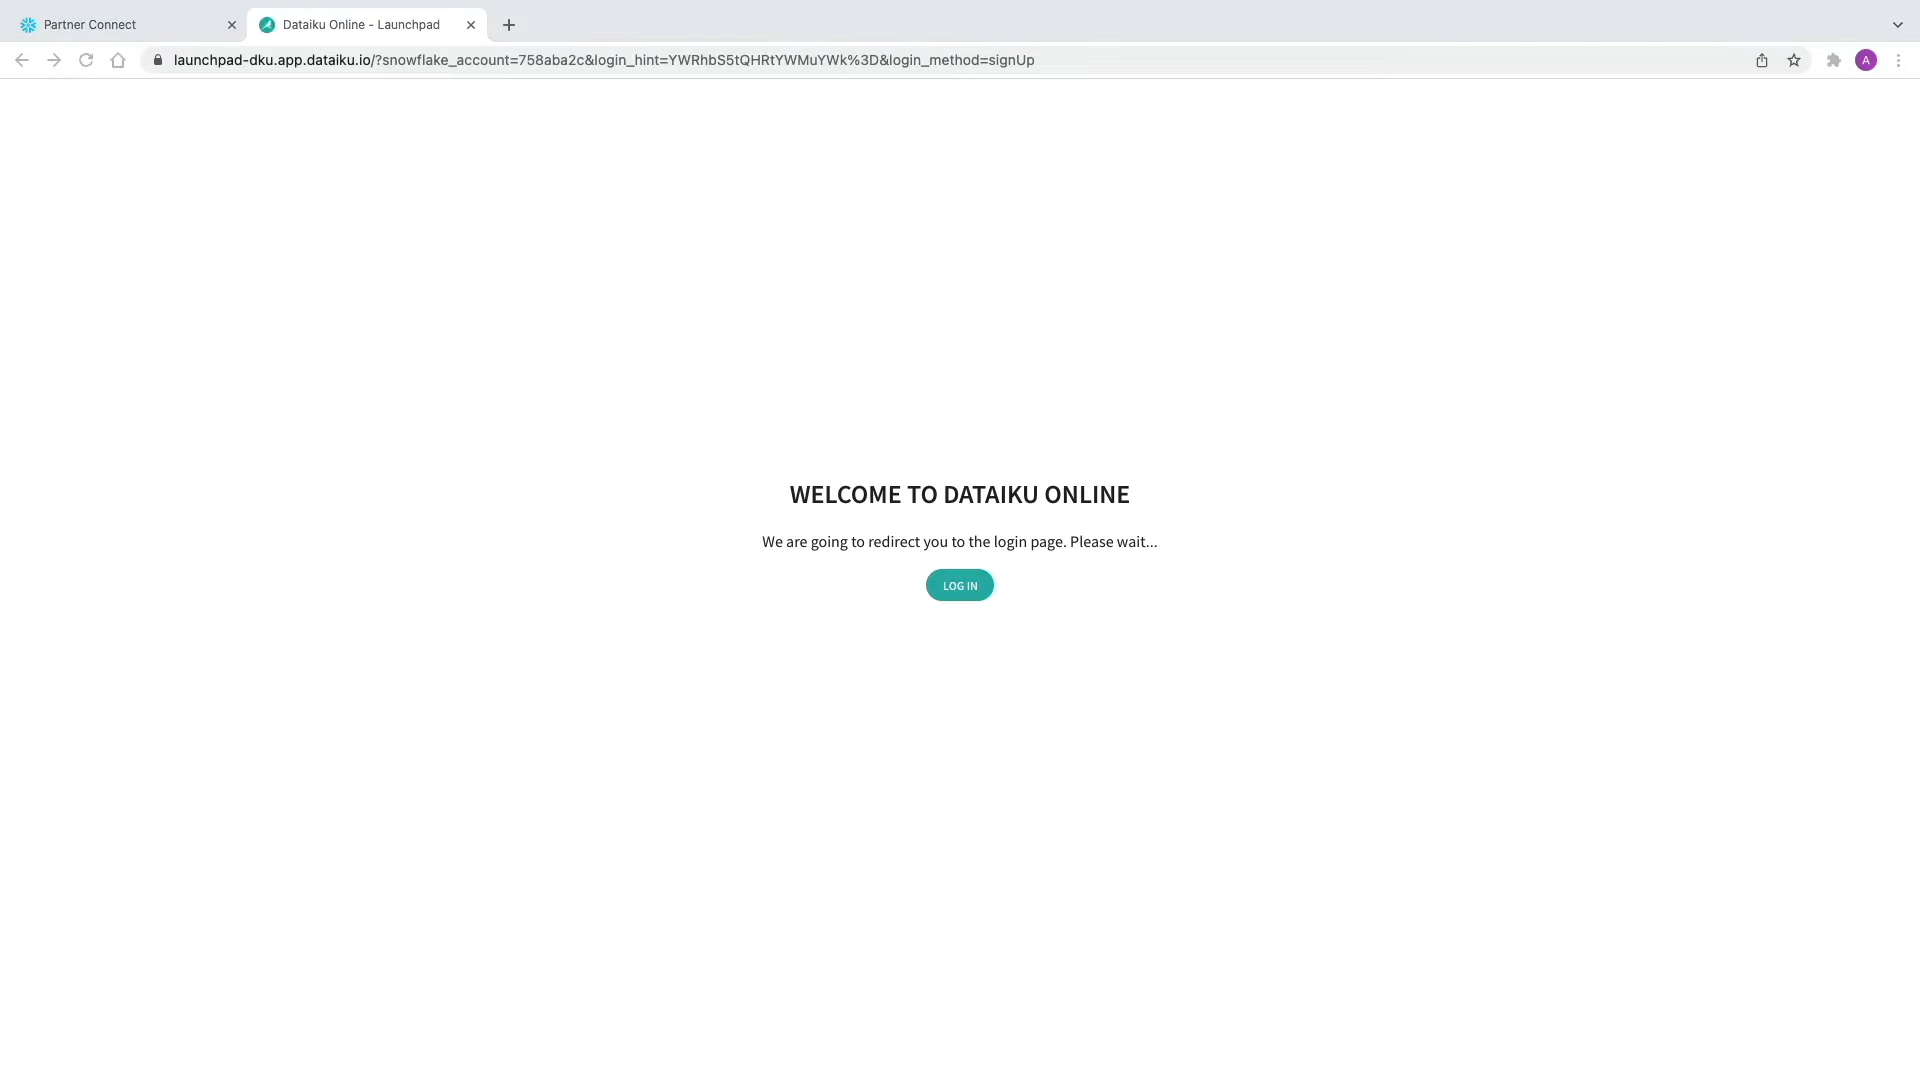 Partner Connect
Dataiku Online - Launchpad
launchpad-dku.app.dataiku.io/?snowflake_account=758aba2c&login_hint=YWRhbS5tQHRtYWMuYWk%3D&login_method=signUp
A
WELCOME TO DATAIKU ONLINE
We are going to redirect you to the login page. Please wait...
LOG IN